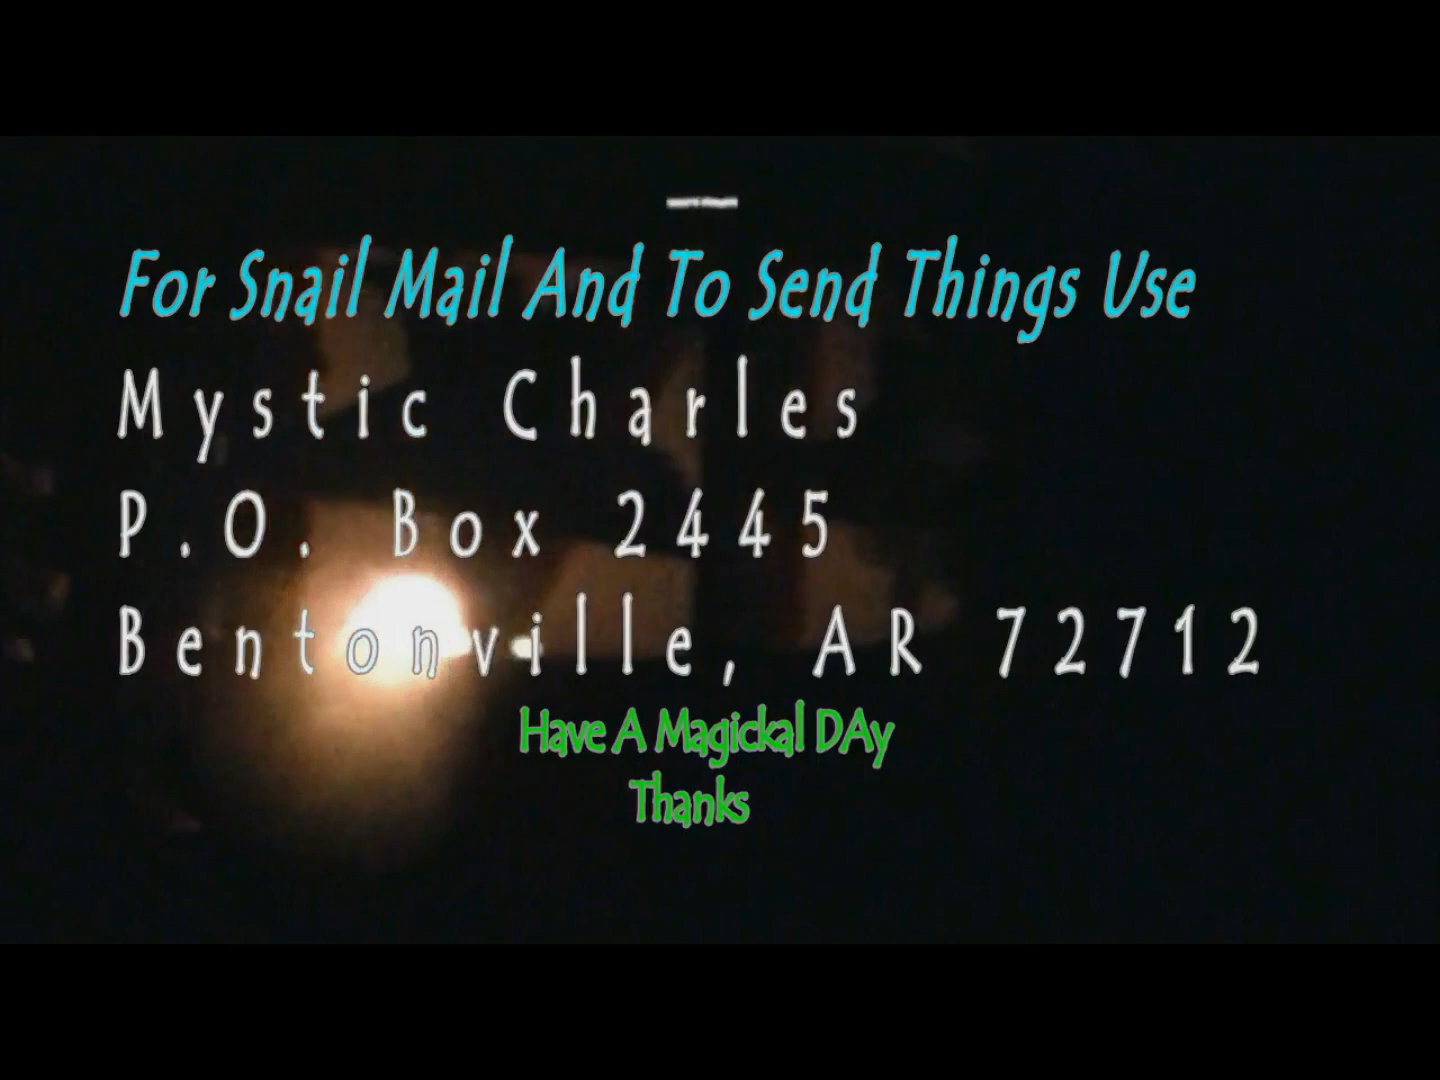 For Snail Mail And To Send Things Use
Mystic Charles
P.O. Box 2445
Bentonville, AR 72712
Have A Magickal DAy
Thanks